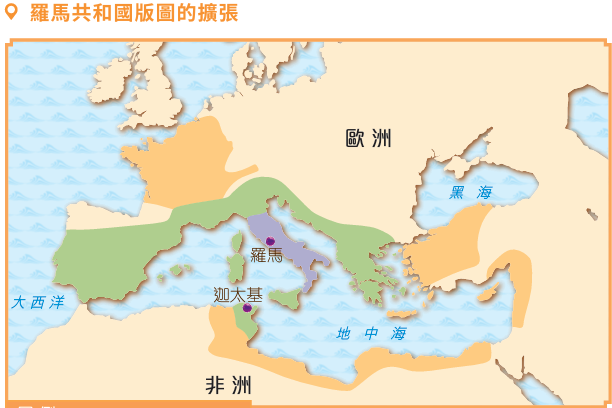 羅馬共和國版圖的擴張
歐洲
黑海
羅馬
迦太基
大西洋
地中海
非洲